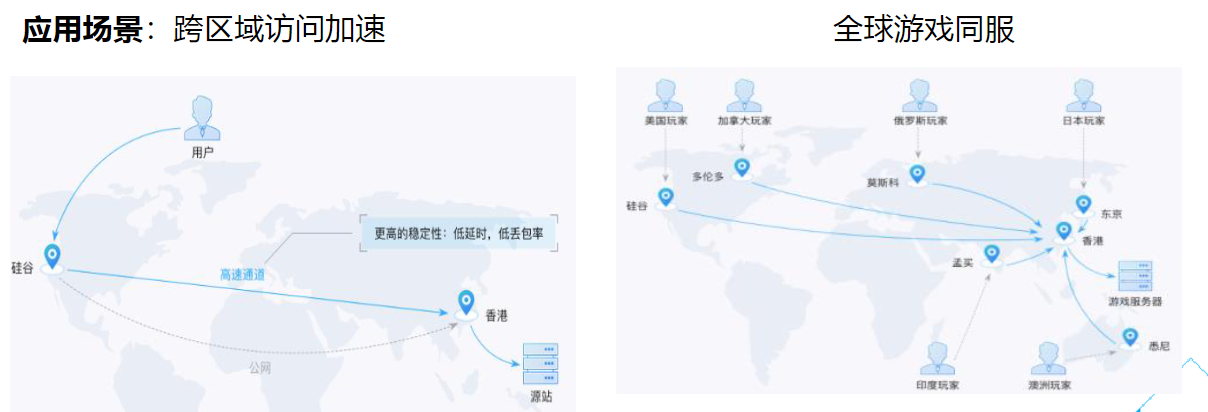 应用场景：跨区域访问加速
用户
硅谷
更高的稳定性：低延时，低丢包率
高速通道
香港
公网
源站
全球游戏同服
美国玩家
加拿大玩家
俄罗斯玩家
日本玩家
多伦多
莫斯科
硅谷
东京
香港
孟买
游戏服务器
悉尼
印度玩家
澳洲玩家